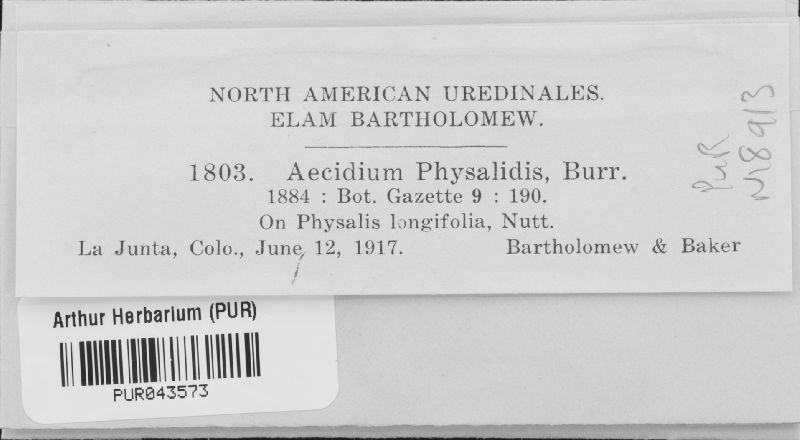 NORTH AMERICAN UREDINALES.
ELAM BARTHOLOMEW.
1803. Aecidium Physalidis, Burr.
1884 : Bot. Gazette 9 : 190.
On Physalis longifolia, Nutt.
La Junta, Colo., June 12, 1917. Bartholomew & Baker
PUR
N18913
Arthur Herbarium (PUR)
PUR043573